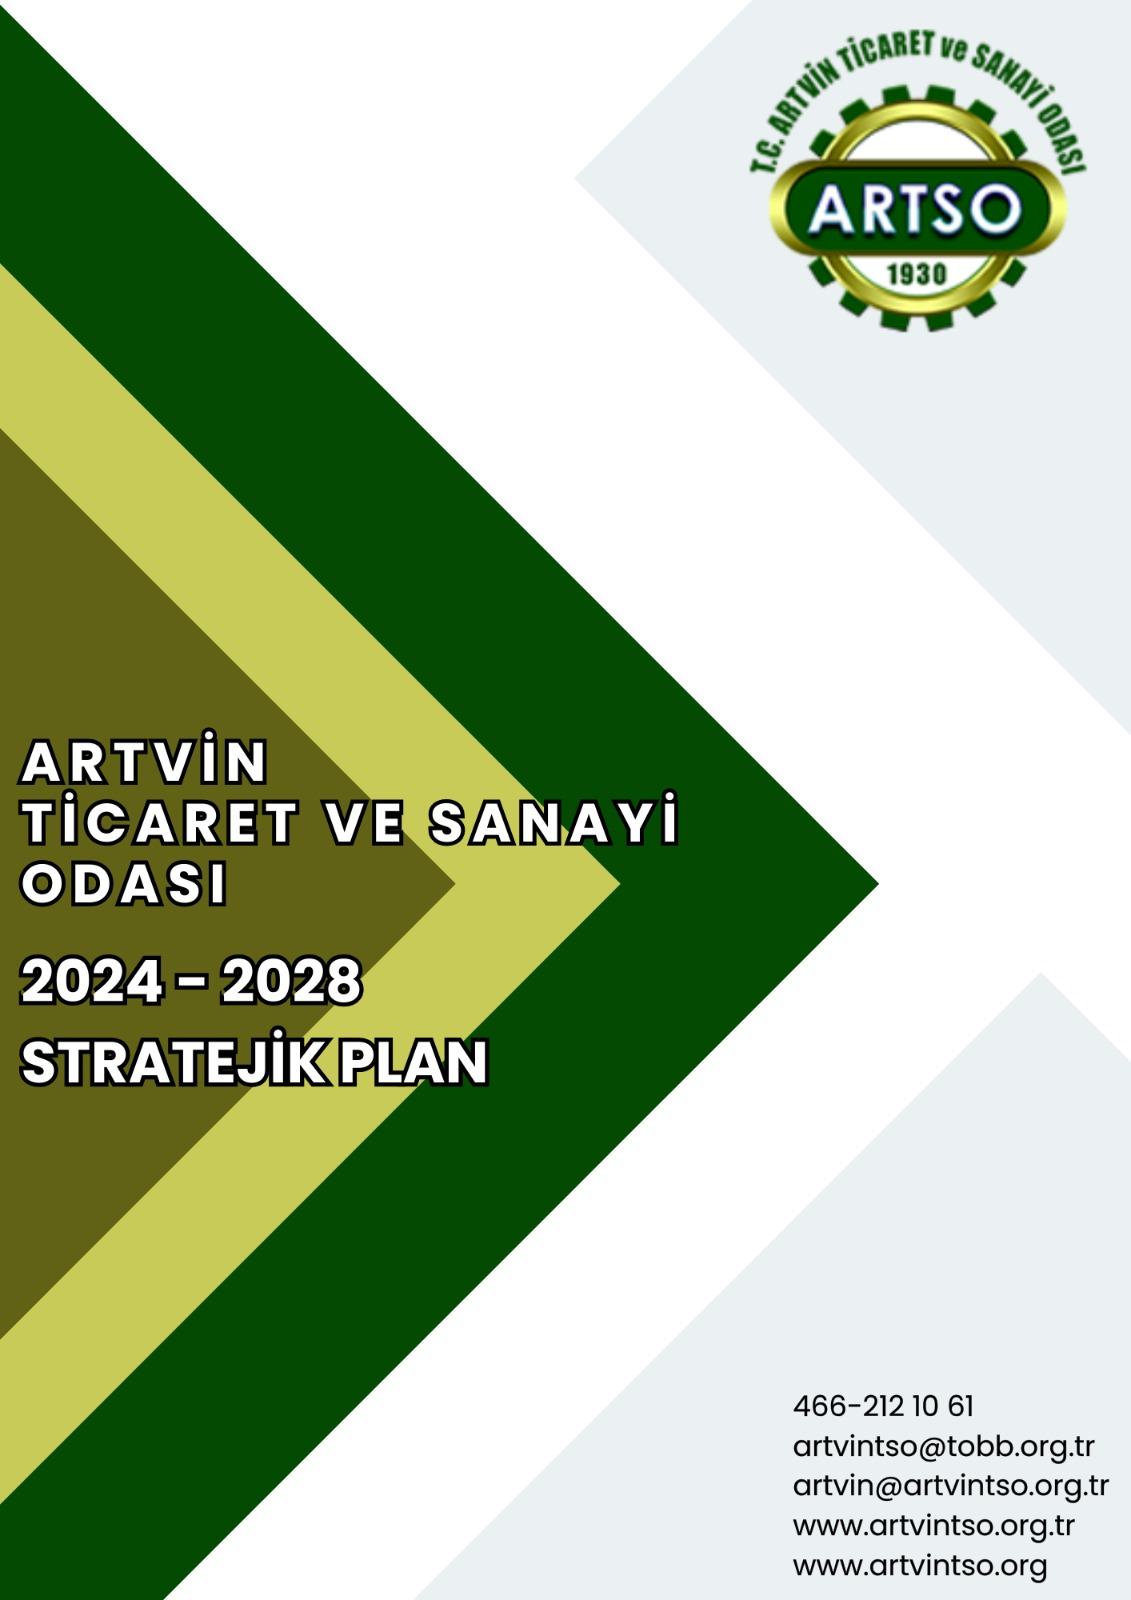 T.C. ARTVİN TİCARET ve SANAYİ ODASI
ARTSO
1930
ARTVİN
TİCARET VE SANAYİ
ODASI
2024 - 2028
STRATEJİK PLAN
466-212 10 61
artvintso@tobb.org.tr
artvin@artvintso.org.tr
www.artvintso.org.tr
www.artvintso.org